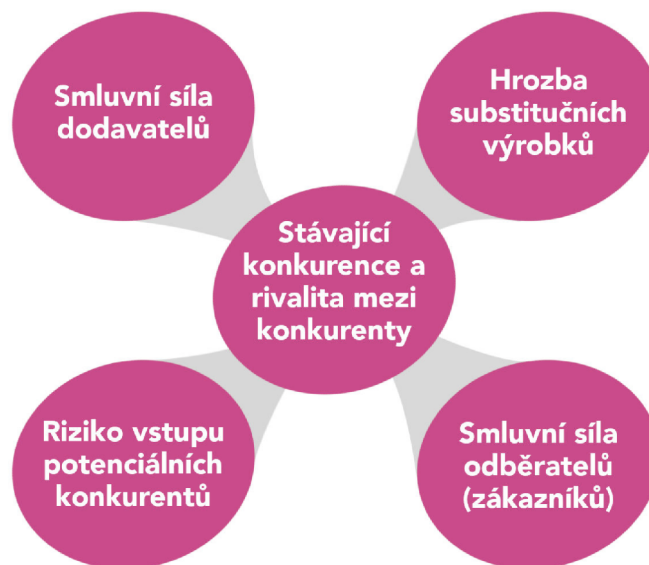 Smluvní síla
dodavatelů
Hrozba
substitučních
výrobků
Stávající
konkurence a
rivalita mezi
konkurenty
Riziko vstupu
potenciálních
konkurentů
Smluvní síla
odběratelů
(zákazníků)